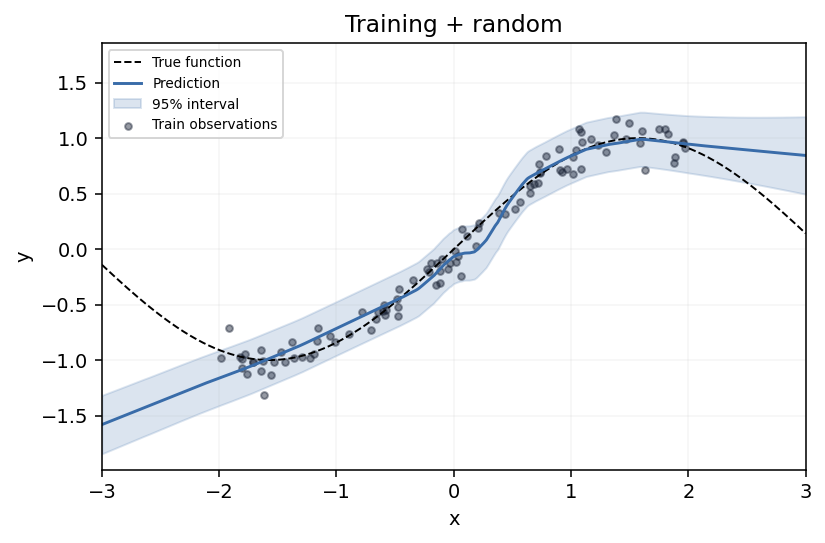 Training + random
True function
Prediction
95% interval
Train observations
1.5
1.0
0.5
0.0
−0.5
−1.0
−1.5
y
−3 −2 −1 0 1 2 3
x